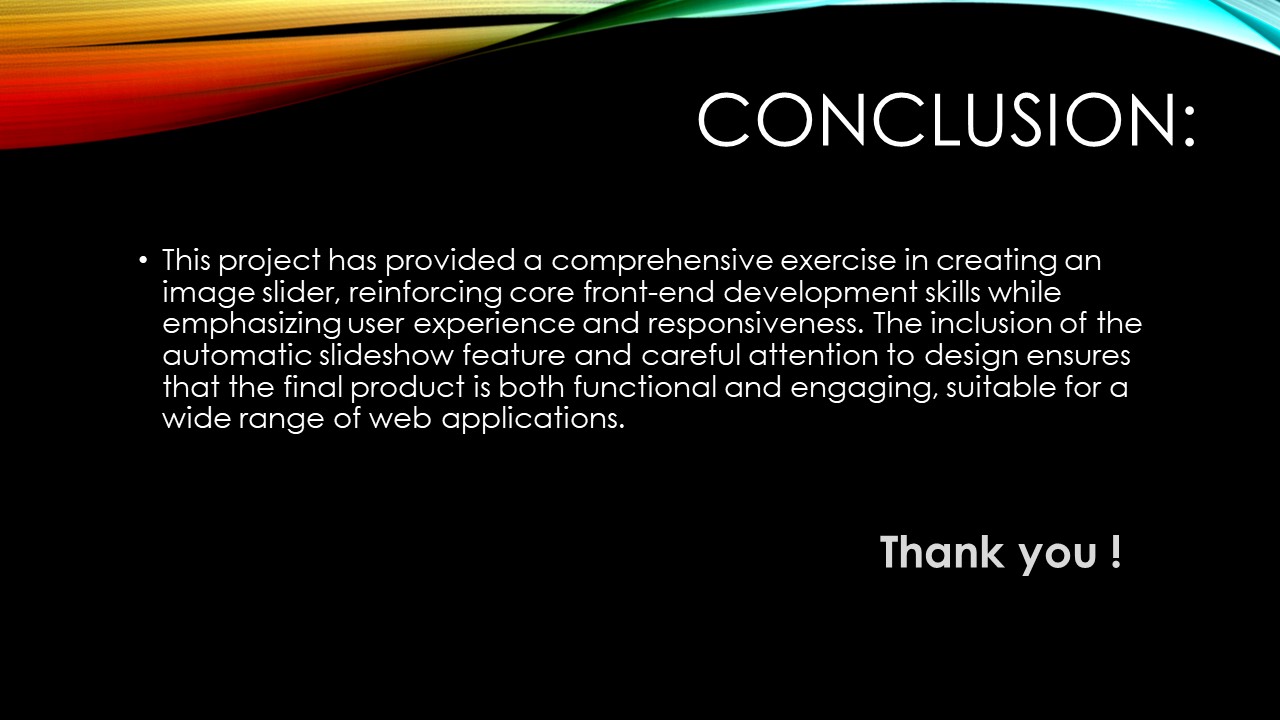 CONCLUSION:
• This project has provided a comprehensive exercise in creating an
image slider, reinforcing core front-end development skills while
emphasizing user experience and responsiveness. The inclusion of the
automatic slideshow feature and careful attention to design ensures
that the final product is both functional and engaging, suitable for a
wide range of web applications.
Thank you !